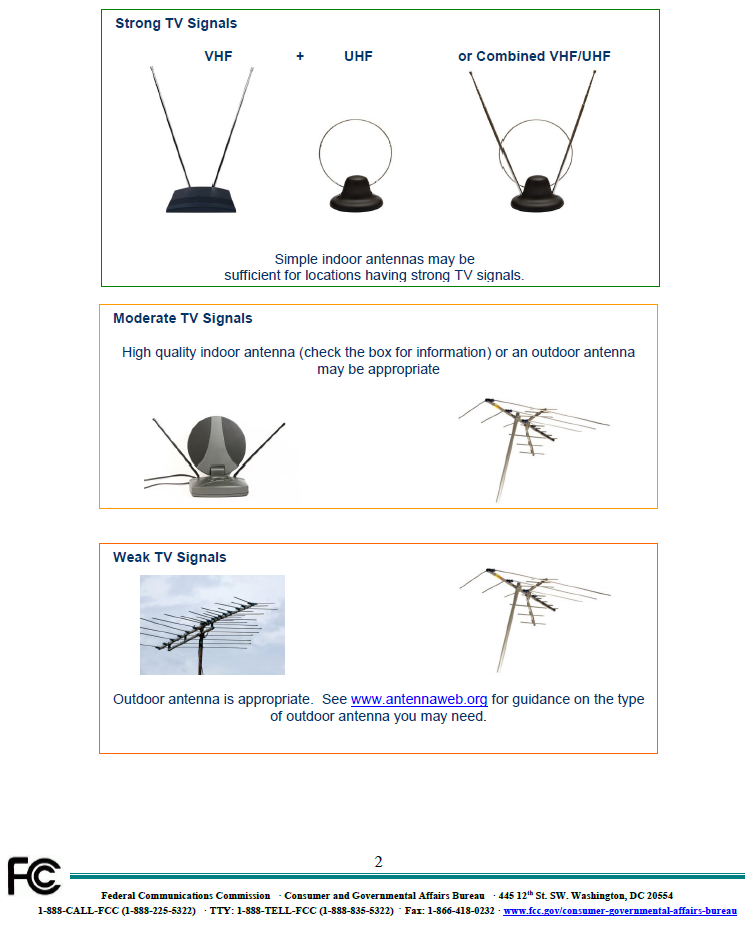 Strong TV Signals
VHF + UHF or Combined VHF/UHF
Simple indoor antennas may be
sufficient for locations having strong TV signals.
Moderate TV Signals
High quality indoor antenna (check the box for information) or an outdoor antenna
may be appropriate
Weak TV Signals
Outdoor antenna is appropriate.  See www.antennaweb.org for guidance on the type
of outdoor antenna you may need.
2
FCC
Federal Communications Commission · Consumer and Governmental Affairs Bureau · 445 12th St. SW. Washington, DC 20554
1-888-CALL-FCC (1-888-225-5322) · TTY: 1-888-TELL-FCC (1-888-835-5322) · Fax: 1-866-418-0232 · www.fcc.gov/consumer-governmental-affairs-bureau